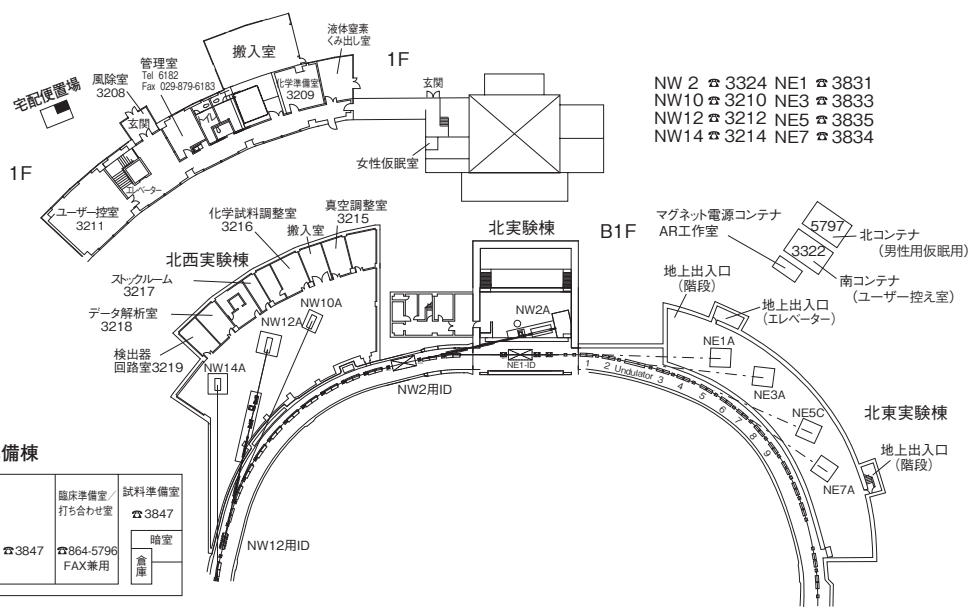 液体窒素
くみ出し室
搬入室
1F
管理室
Tel 6182
Fax 029-879-6183
風除室
3208
化学準備室
3209
宅配便置場
玄関
玄関
1F
エレベーター
ユーザー控室
3211
女性仮眠室
NW 2 ☎ 3324 NE1 ☎ 3831
NW10 ☎ 3210 NE3 ☎ 3833
NW12 ☎ 3212 NE5 ☎ 3835
NW14 ☎ 3214 NE7 ☎ 3834
真空調整室
3215
化学試料調整室
3216
搬入室
北西実験棟
ストックルーム
3217
データ解析室
3218
検出器
回路室3219
NW10A
NW12A
NW14A
北実験棟
B1F
NW2A
NE1-ID
NW2用ID
NW12用ID
1 2 Undulator 3 4 5 6 7 8 9
マグネット電源コンテナ
AR工作室
5797
3322
北コンテナ
(男性用仮眠用)
南コンテナ
(ユーザー控え室)
地上出入口
(階段)
地上出入口
(エレベーター)
NE1A
NE3A
NE5C
NE7A
北東実験棟
地上出入口
(階段)
備棟
☎3847
臨床準備室/
打ち合わせ室
☎864-5796
FAX兼用
試料準備室
☎3847
暗室
倉庫